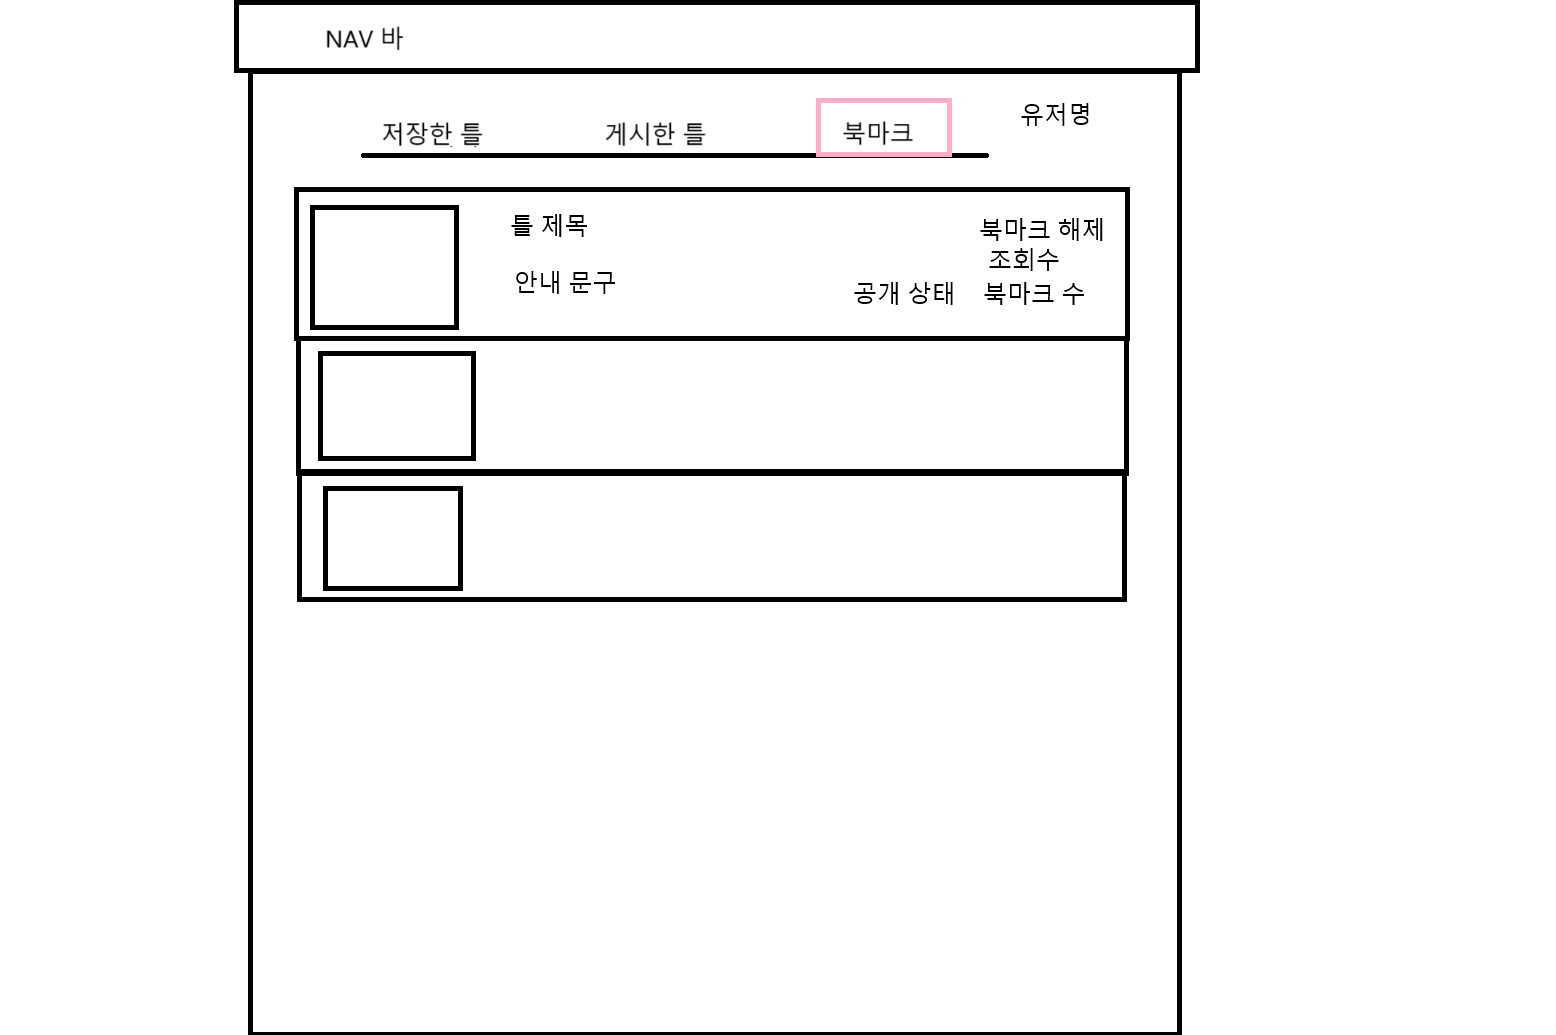 NAV 바
유저명
저장한 틀
게시한 틀
북마크
틀 제목
북마크 해제
조회수
안내 문구
공개 상태
북마크 수